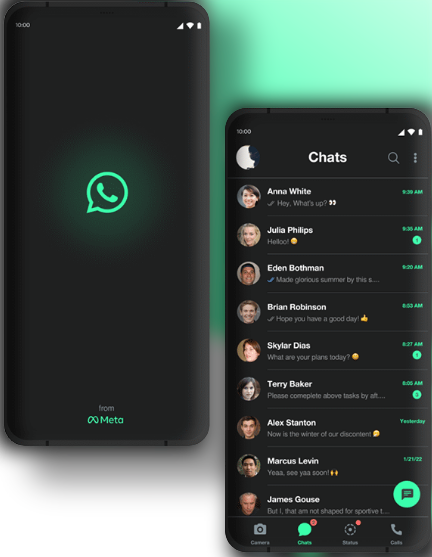 10:00
from
Meta
10:00
Chats
Anna White
9:39 AM
Hey, What's up? 👀
Julia Philips
9:35 AM
Helloo! 😄
1
Eden Bothman
9:20 AM
Made glorious summer by this s....
Brian Robinson
8:53 AM
Hope you have a good day! 👍
Skylar Dias
8:27 AM
What are your plans today? 😄
1
Terry Baker
8:05 AM
Please comeplete above tasks by aft...
3
Alex Stanton
Yesterday
Now is the winter of our discontent 🤔
Marcus Levin
1/21/22
Yeaa, see yaa soon! 🙌
James Gouse
But I, that am not shaped for sportive t...
Camera
Chats
Status
Calls